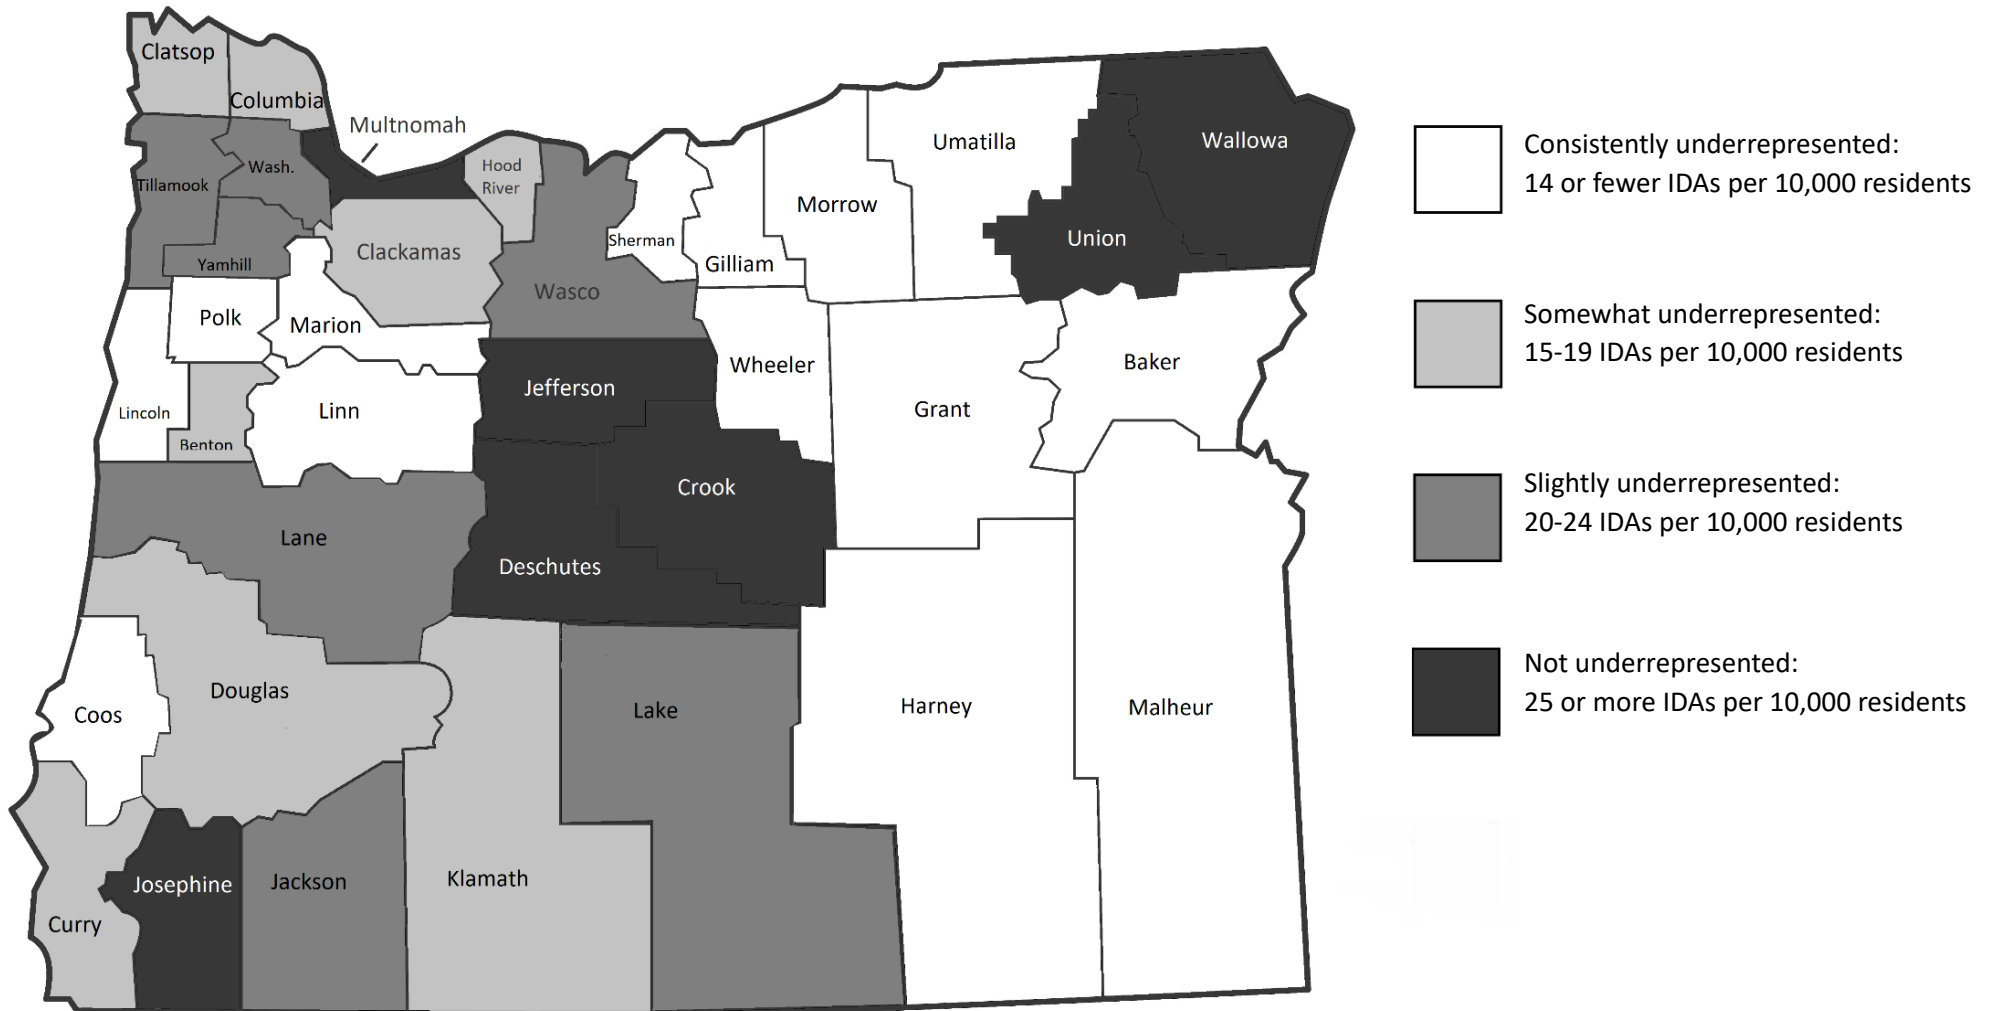 Clatsop
Columbia
Multnomah
Tillamook
Wash.
Hood
River
Yamhill
Clackamas
Wasco
Sherman
Gilliam
Morrow
Umatilla
Union
Wallowa
Polk
Marion
Lincoln
Benton
Linn
Jefferson
Wheeler
Grant
Baker
Crook
Lane
Deschutes
Douglas
Coos
Lake
Harney
Malheur
Curry
Josephine
Jackson
Klamath
Consistently underrepresented:
14 or fewer IDAs per 10,000 residents
Somewhat underrepresented:
15-19 IDAs per 10,000 residents
Slightly underrepresented:
20-24 IDAs per 10,000 residents
Not underrepresented:
25 or more IDAs per 10,000 residents